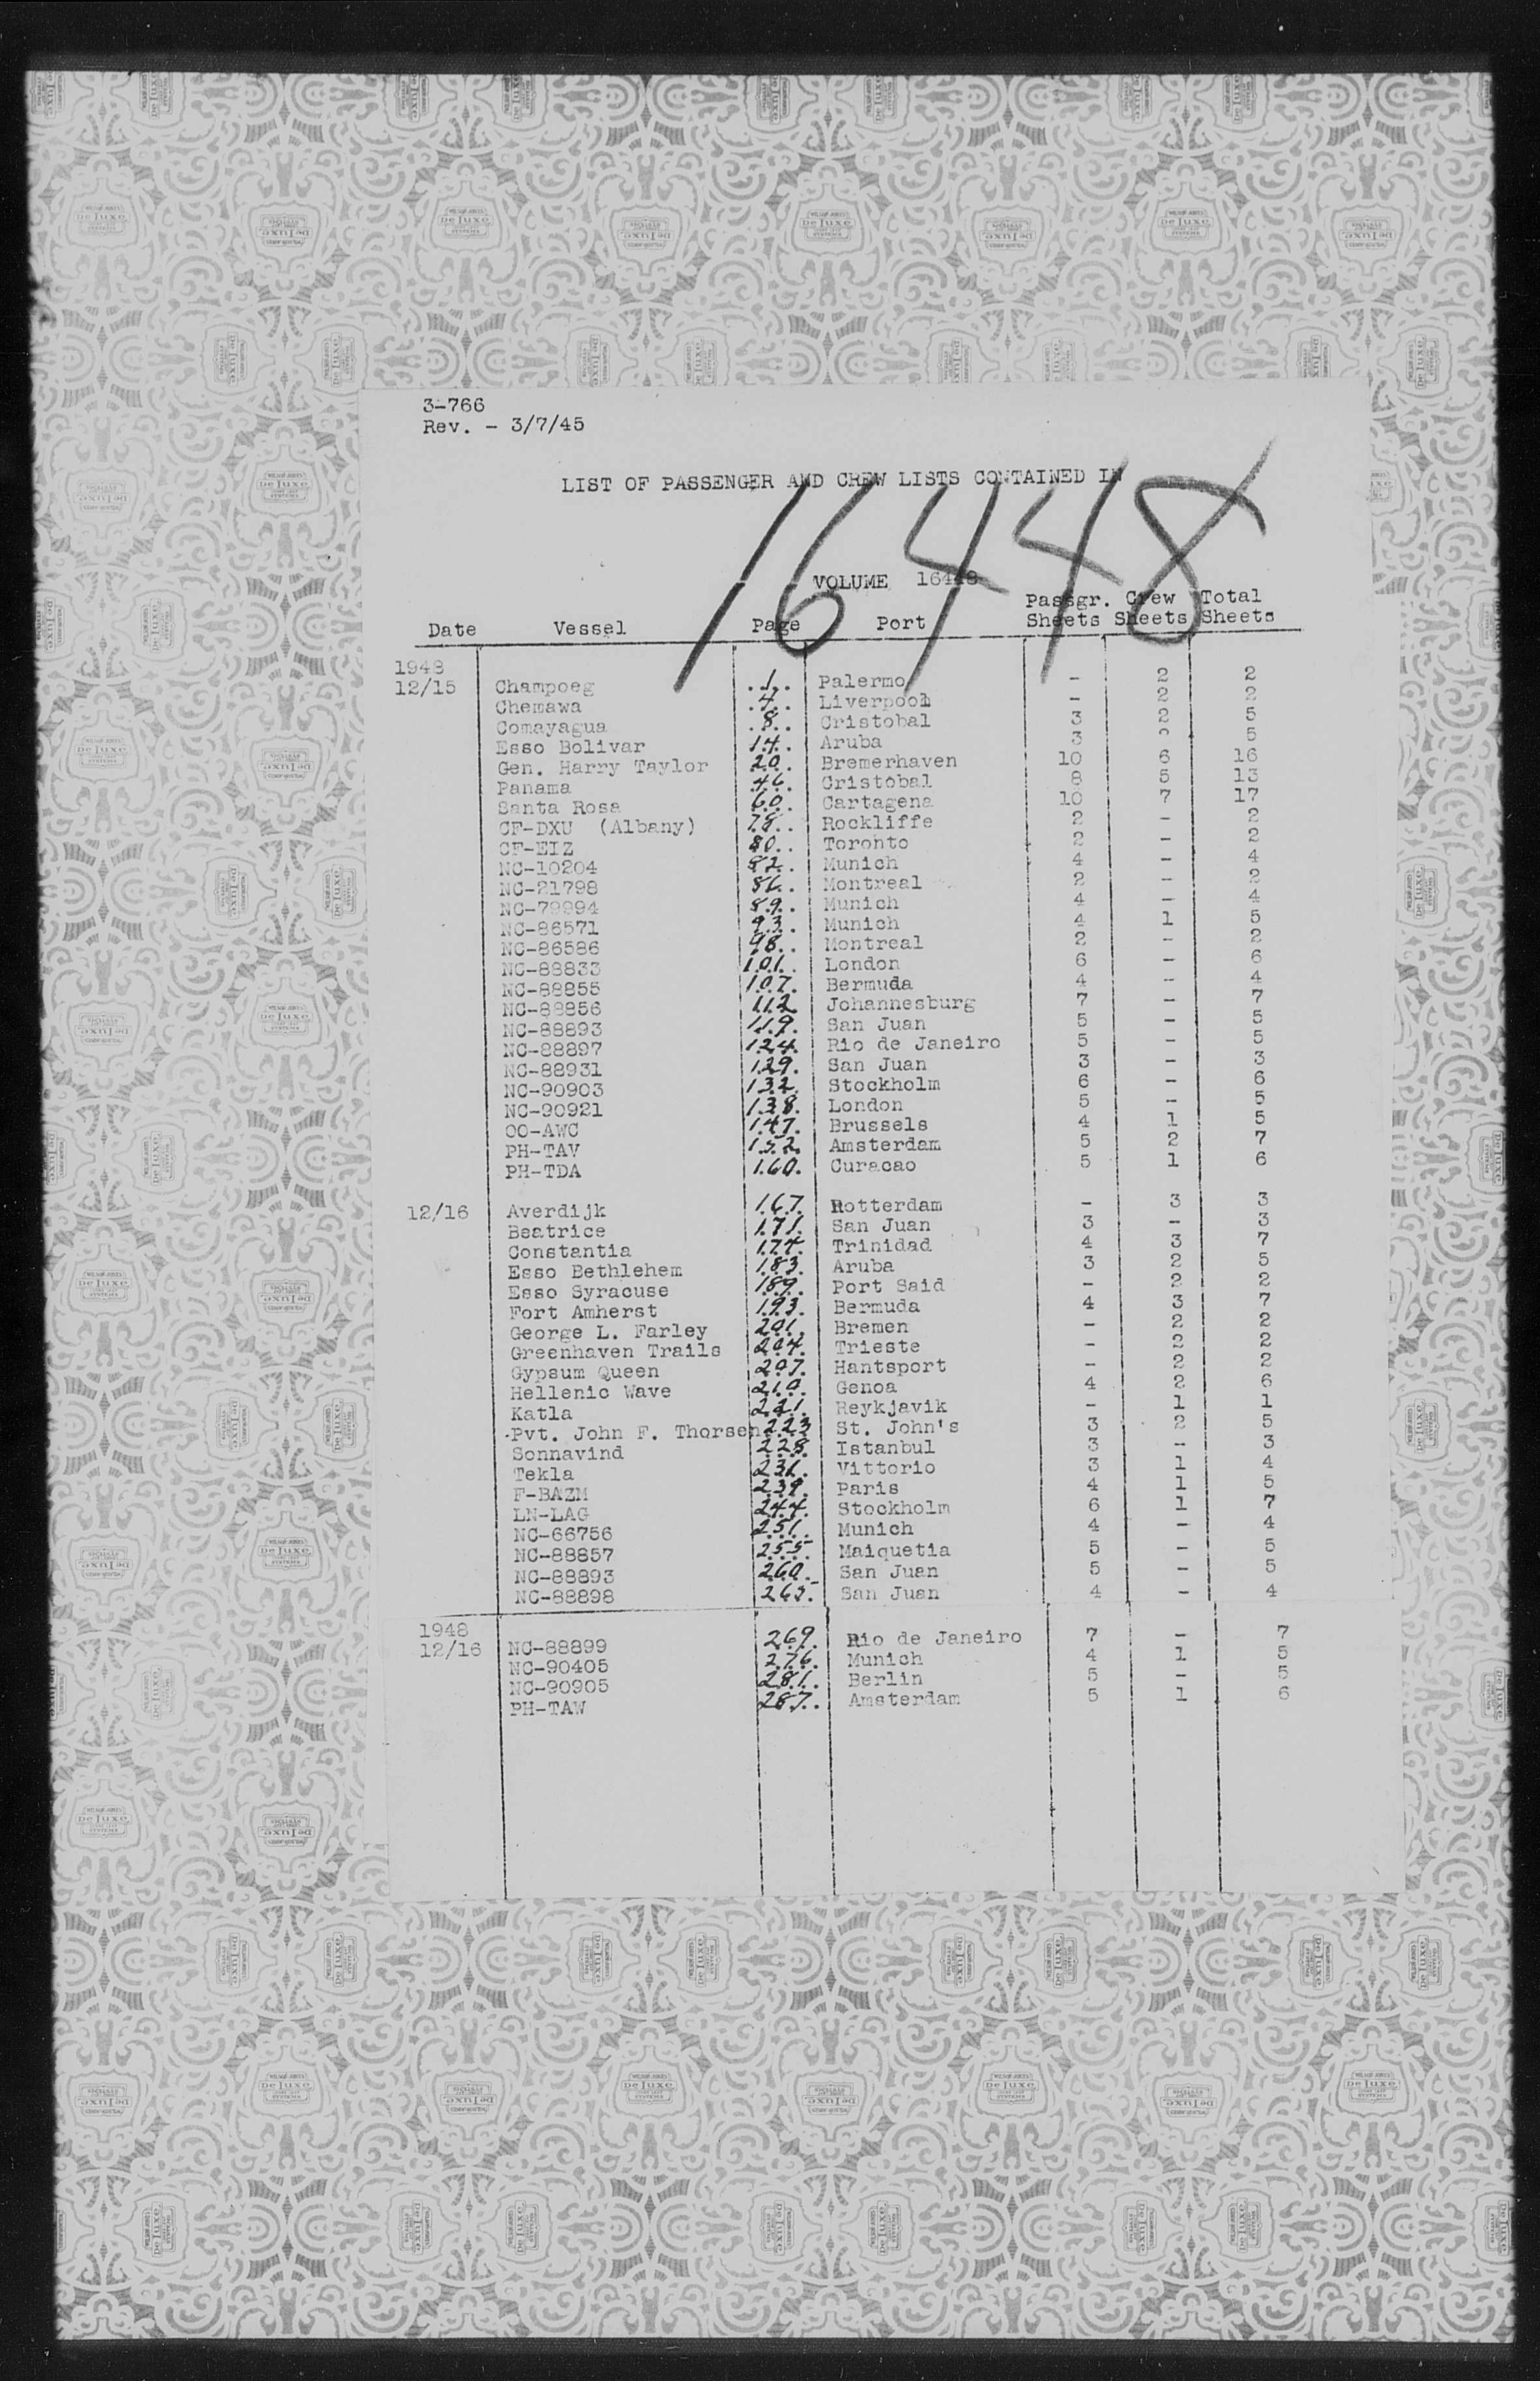 3-766
Rev. - 3/7/45
LIST OF PASSENGER AND CREW LISTS CONTAINED IN
16448
VOLUME 16448
Date Vessel Page Port Passgr. Sheets Crew Sheets Total Sheets
1948
12/15 Champoeg 1 Palermo - 2 2
Chemawa 4 Liverpool - 2 2
Comayagua 8 Cristobal 3 2 5
Esso Bolivar 14 Aruba 3 5
Gen. Harry Taylor 20 Bremerhaven 10 6 16
Panama 46 Cristobal 8 5 13
Santa Rosa 60 Cartagena 10 7 17
CF-DXU (Albany) 78 Rockliffe 2 - 2
CF-EIZ 80 Toronto 2 - 2
NC-10204 82 Munich 4 - 4
NC-21798 86 Montreal 2 - 2
NC-79994 89 Munich 4 - 4
NC-86571 93 Munich 4 1 5
NC-86586 98 Montreal 2 - 2
NC-88833 101 London 6 - 6
NC-88855 107 Bermuda 4 - 4
NC-88856 112 Johannesburg 7 - 7
NC-88893 119 San Juan 5 - 5
NC-88897 124 Rio de Janeiro 5 - 5
NC-88931 129 San Juan 3 - 3
NC-90903 132 Stockholm 6 - 6
NC-90921 138 London 5 - 5
OO-AWC 147 Brussels 4 1 5
PH-TAV 152 Amsterdam 5 2 7
PH-TDA 160 Curacao 5 1 6
12/16 Averdijk 167 Rotterdam - 3 3
Beatrice 171 San Juan 3 - 3
Constantia 174 Trinidad 4 3 7
Esso Bethlehem 183 Aruba 3 2 5
Esso Syracuse 189 Port Said - 2 2
Fort Amherst 193 Bermuda 4 3 7
George L. Farley 201 Bremen - 2 2
Greenhaven Trails 204 Trieste - 2 2
Gypsum Queen 207 Hantsport - 2 2
Hellenic Wave 210 Genoa 4 2 6
Katla 221 Reykjavik - 1 1
Pvt. John F. Thorsen 223 St. John's 3 2 5
Sonnavind 228 Istanbul 3 - 3
Tekla 231 Vittorio 3 1 4
F-BAZM 239 Paris 4 1 5
LN-LAG 244 Stockholm 6 1 7
NC-66756 251 Munich 4 - 4
NC-88857 255 Maiquetia 5 - 5
NC-88893 260 San Juan 5 - 5
NC-88898 265 San Juan 4 - 4
1948
12/16 NC-88899 269 Rio de Janeiro 7 - 7
NC-90405 276 Munich 4 1 5
NC-90905 281 Berlin 5 - 5
PH-TAW 287 Amsterdam 5 1 6